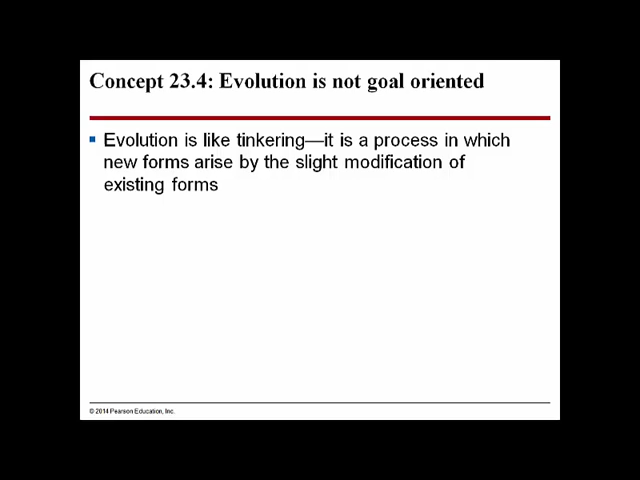 Concept 23.4: Evolution is not goal oriented
Evolution is like tinkering—it is a process in which
new forms arise by the slight modification of
existing forms
© 2014 Pearson Education, Inc.